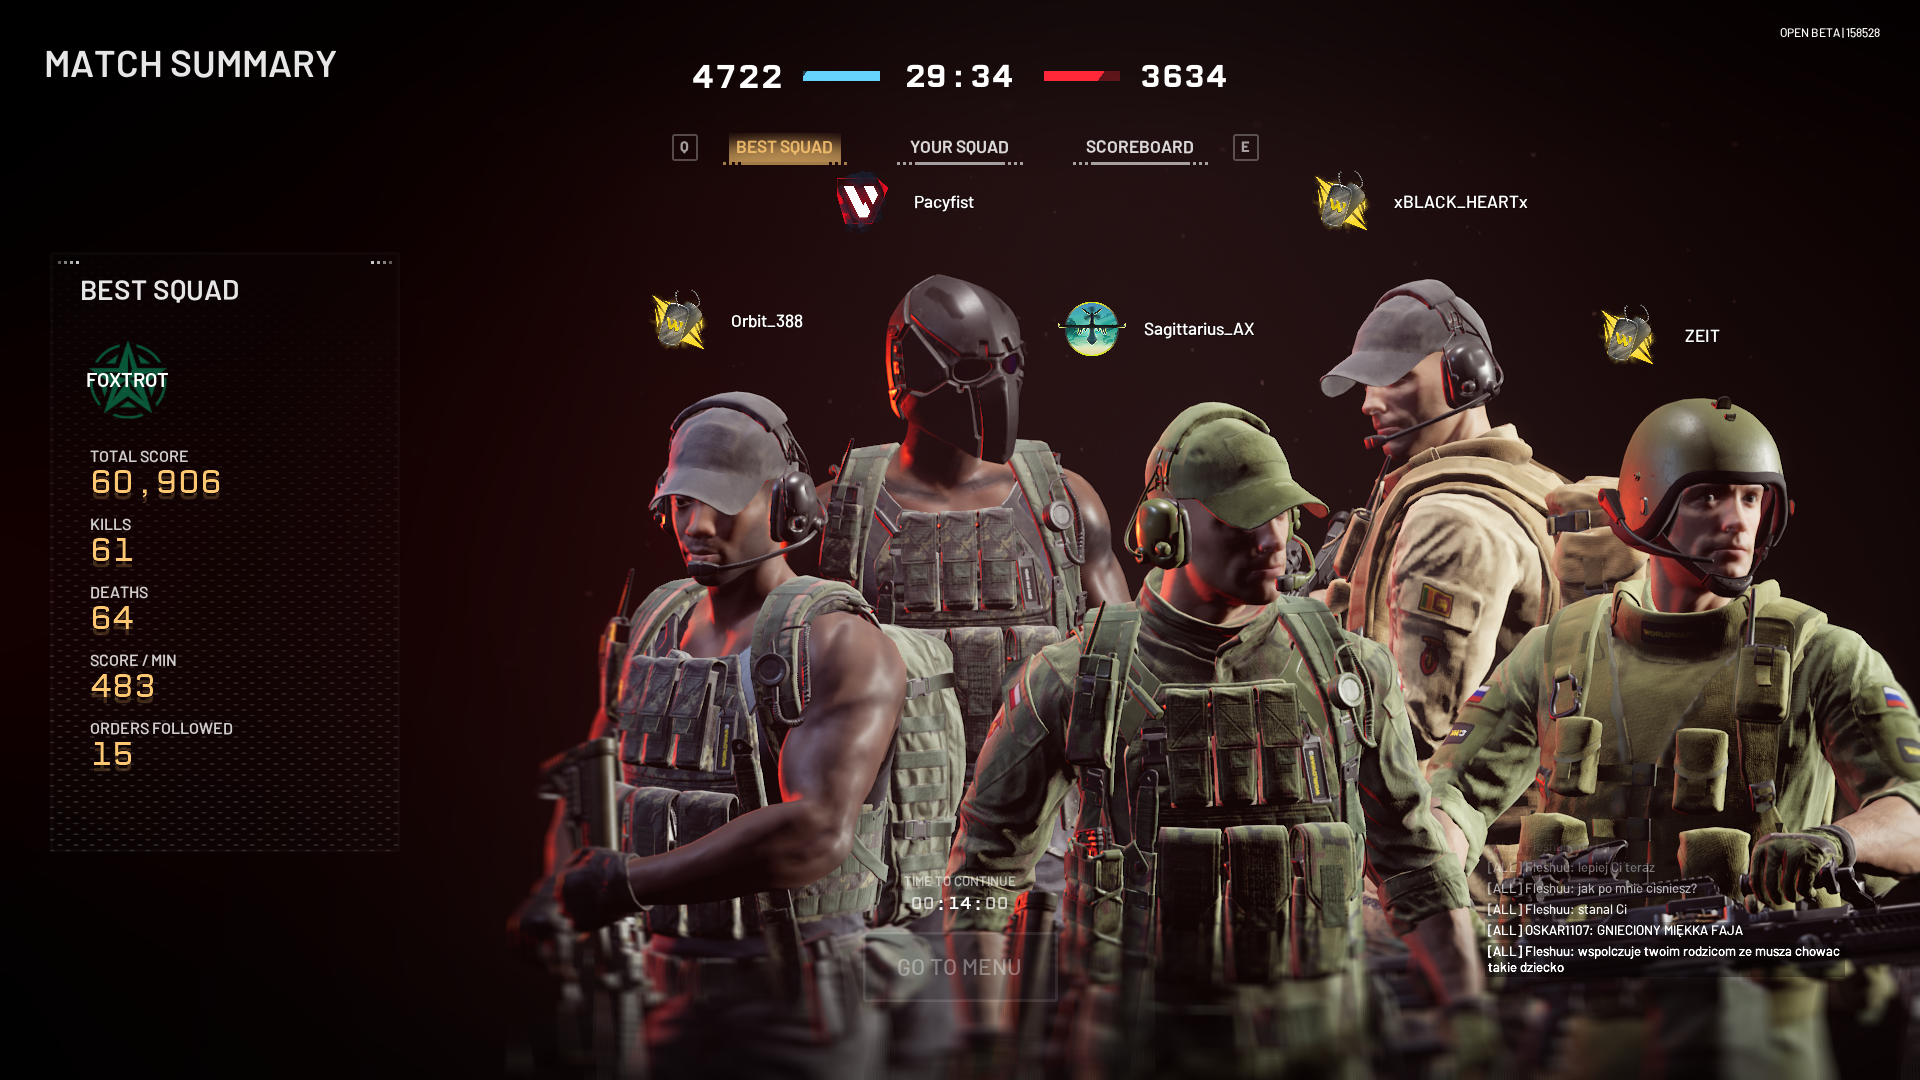 MATCH SUMMARY
OPEN BETA | 158528
4722 29:34 3634
Q BEST SQUAD YOUR SQUAD SCOREBOARD E
Pacyfist
xBLACK_HEARTx
Orbit_388
Sagittarius_AX
ZEIT
BEST SQUAD
FOXTROT
TOTAL SCORE
60,906
KILLS
61
DEATHS
64
SCORE / MIN
483
ORDERS FOLLOWED
15
TIME TO CONTINUE
00:14:00
GO TO MENU
[ALL] Fleshuu: lepiej Ci teraz
[ALL] Fleshuu: jak po mnie cisniesz?
[ALL] Fleshuu: stanal Ci
[ALL] OSKAR1107: GNIECIONY MIĘKKA FAJA
[ALL] Fleshuu: wspolczuje twoim rodzicom ze musza chowac
takie dziecko